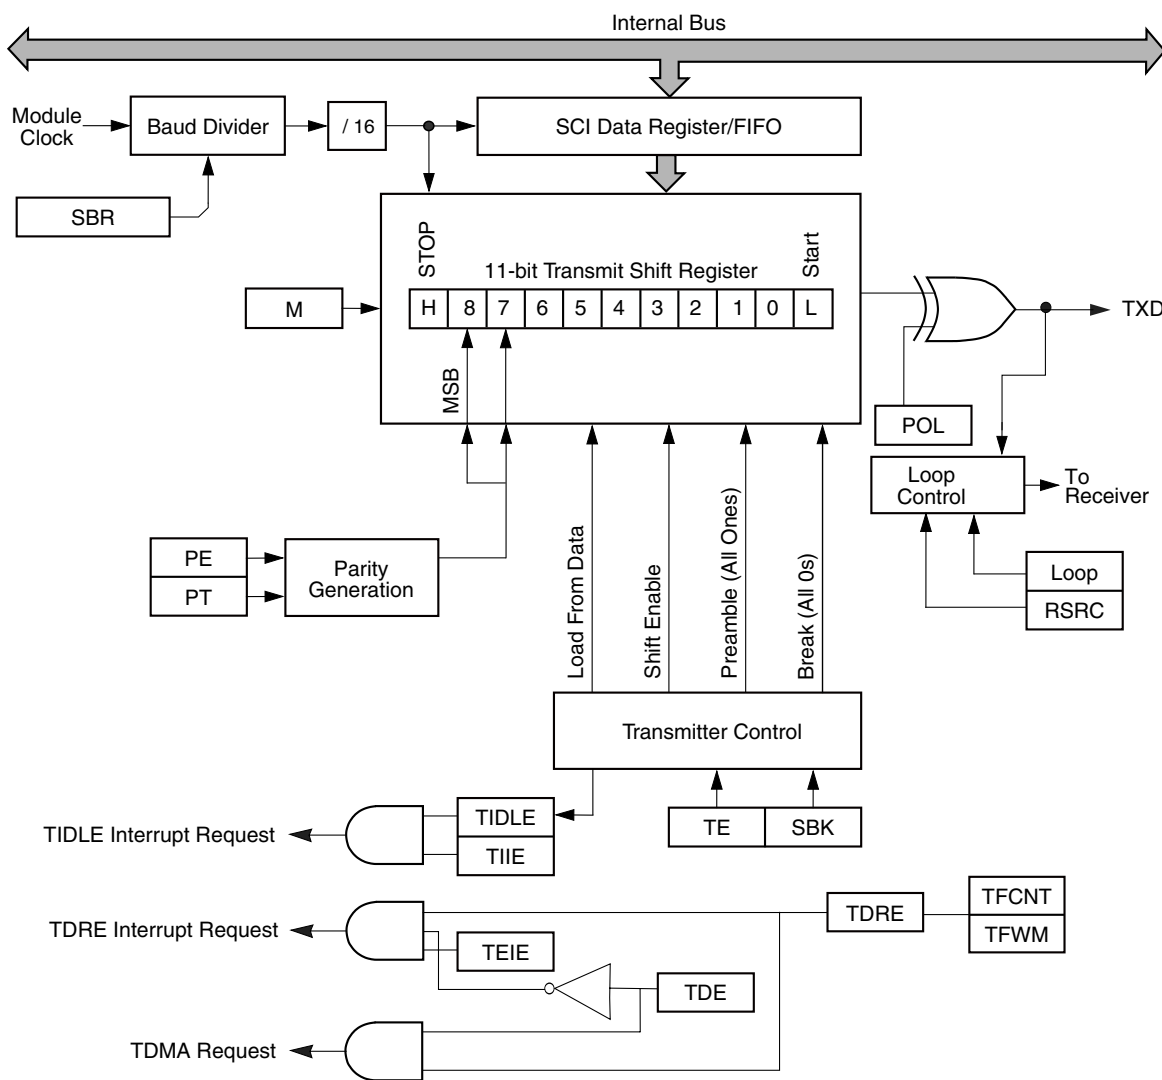 Internal Bus
Module
Clock
Baud Divider
/ 16
SCI Data Register/FIFO
SBR
STOP
11-bit Transmit Shift Register
Start
H 8 7 6 5 4 3 2 1 0 L
M
MSB
TXD
POL
Loop
Control
To
Receiver
Loop
RSRC
PE
PT
Parity
Generation
Load From Data
Shift Enable
Preamble (All Ones)
Break (All 0s)
Transmitter Control
TE
SBK
TIDLE Interrupt Request
TIDLE
TIIE
TDRE Interrupt Request
TEIE
TDRE
TFCNT
TFWM
TDE
TDMA Request